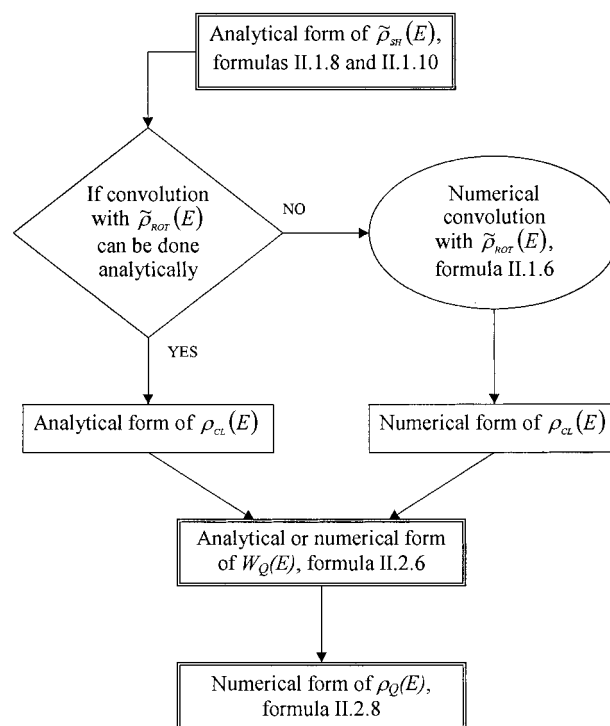 Analytical form of ρ̃_SH(E),
formulas II.1.8 and II.1.10
If convolution
with ρ̃_ROT(E)
can be done
analytically
NO
Numerical
convolution
with ρ̃_ROT(E),
formula II.1.6
YES
Analytical form of ρ_CL(E)
Numerical form of ρ_CL(E)
Analytical or numerical form
of W_Q(E), formula II.2.6
Numerical form of ρ_Q(E),
formula II.2.8